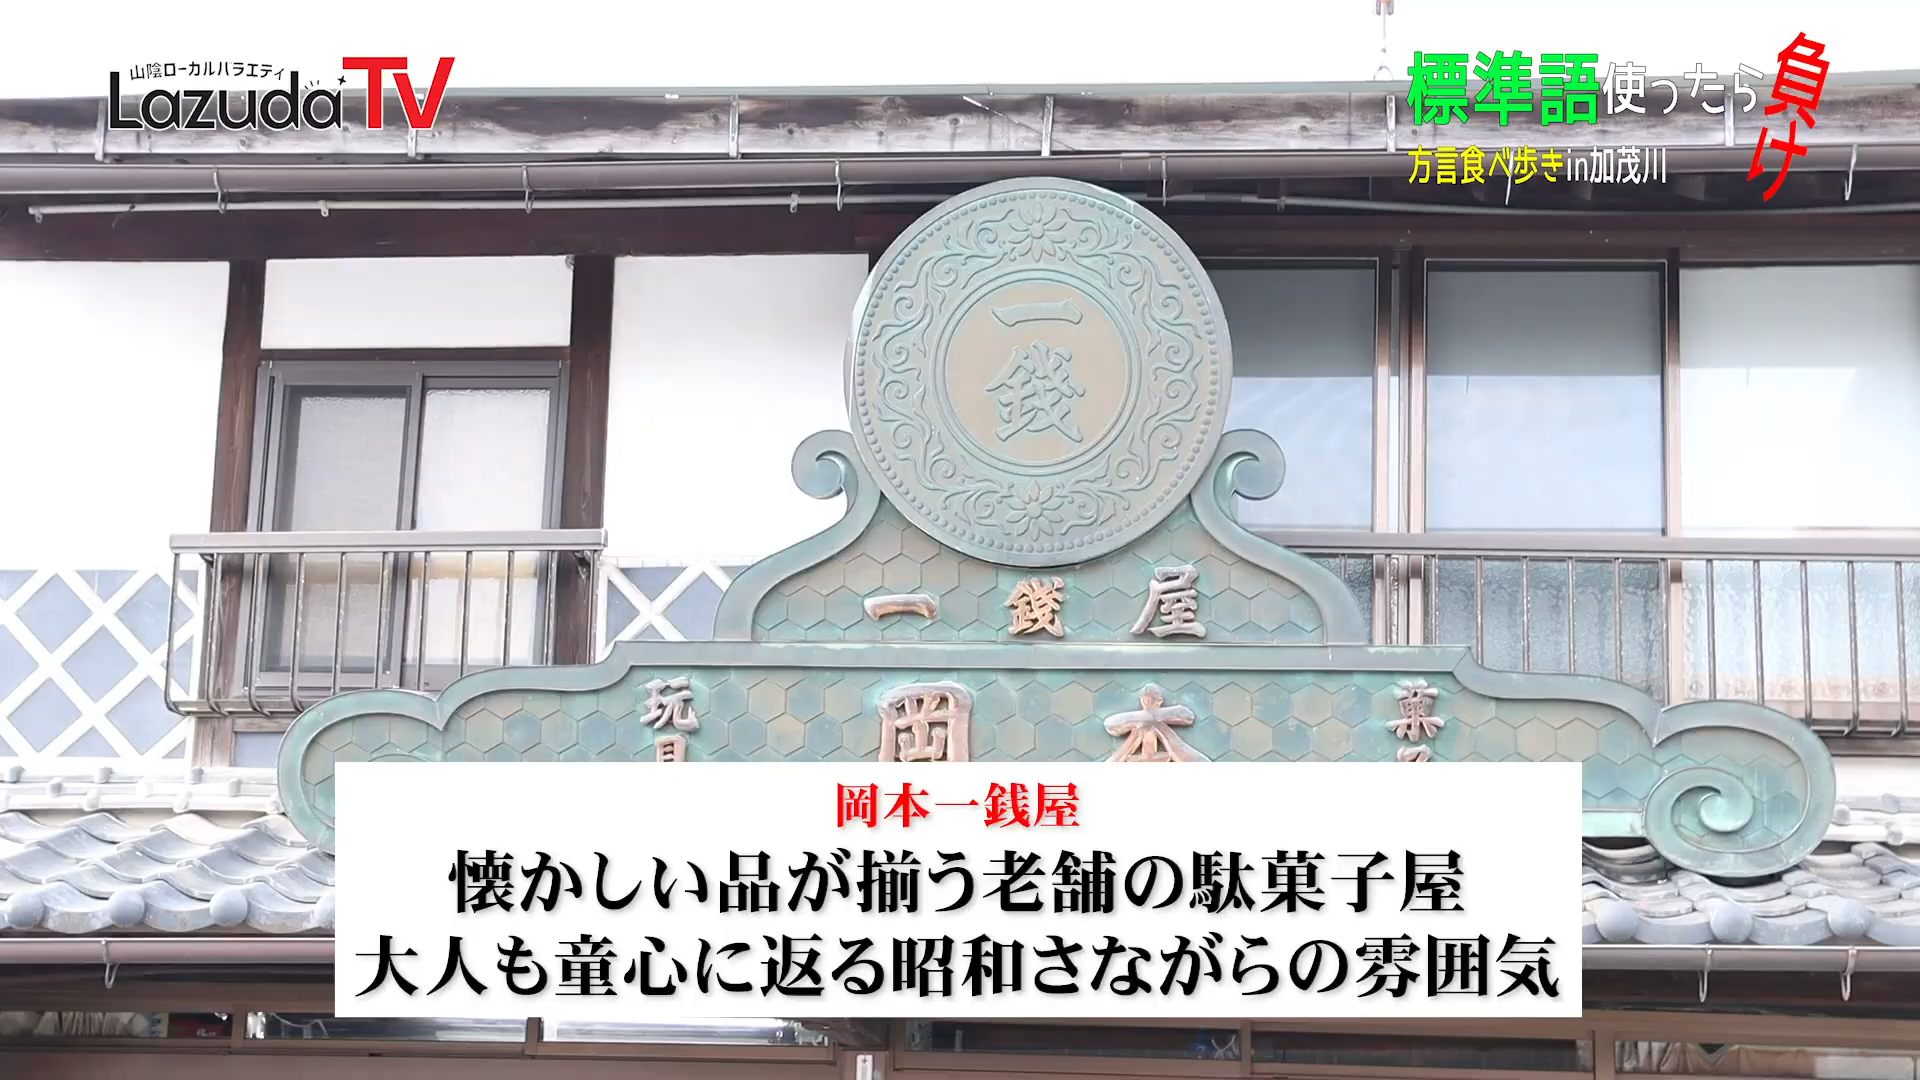 山陰ローカルバラエティ
Lazuda TV
標準語使ったら負け
方言食べ歩きin加茂川
一
銭
一銭屋
玩具
岡本
菓子
岡本一銭屋
懐かしい品が揃う老舗の駄菓子屋
大人も童心に返る昭和さながらの雰囲気